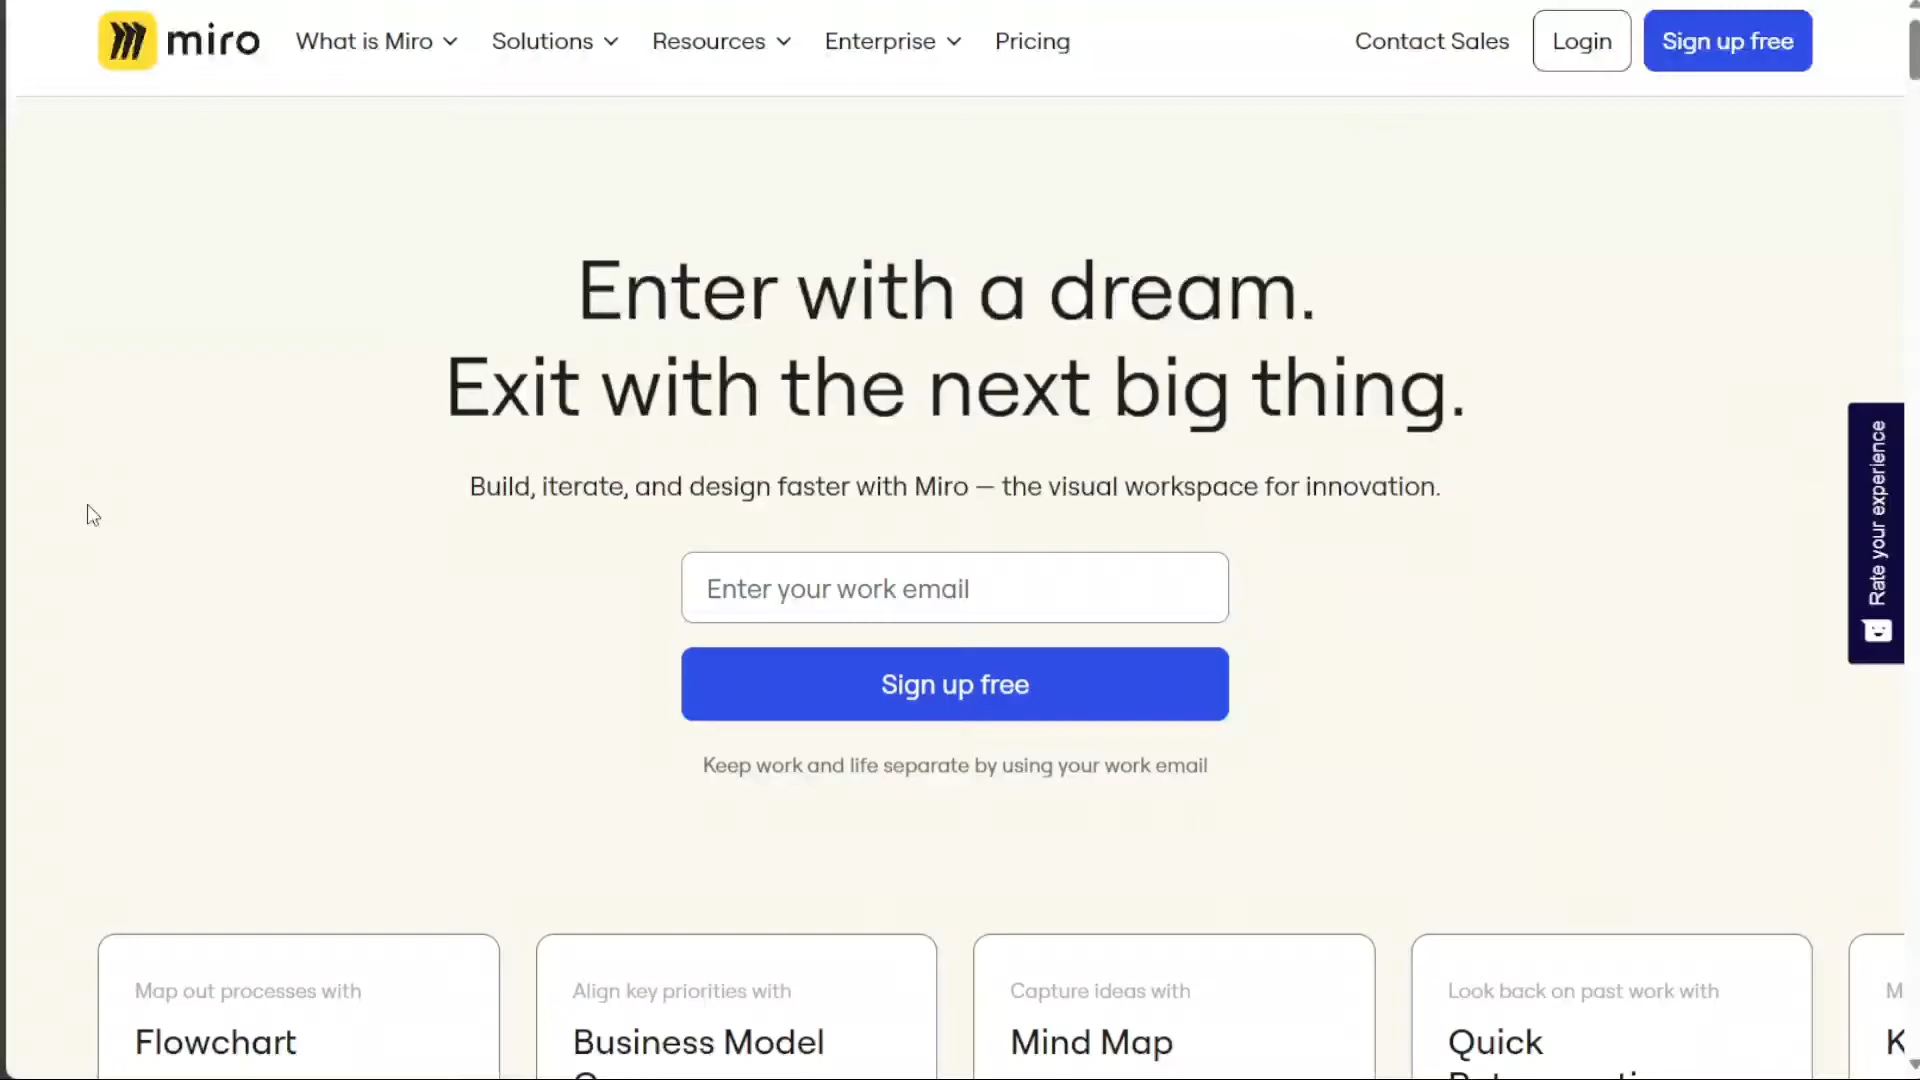 miro
What is Miro
Solutions
Resources
Enterprise
Pricing
Contact Sales
Login
Sign up free
Enter with a dream.
Exit with the next big thing.
Build, iterate, and design faster with Miro — the visual workspace for innovation.
Enter your work email
Sign up free
Keep work and life separate by using your work email
Rate your experience
Map out processes with
Flowchart
Align key priorities with
Business Model
Capture ideas with
Mind Map
Look back on past work with
Quick